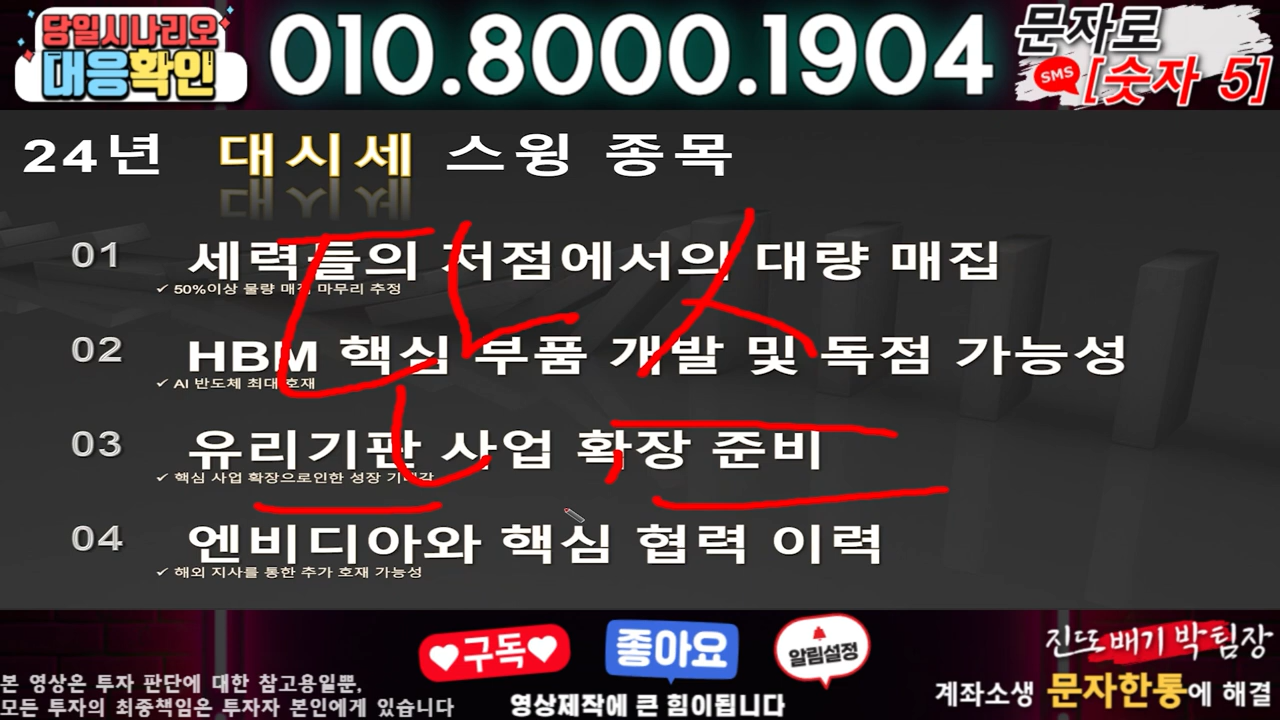 당일시나리오
대응확인
010.8000.1904
문자로
SMS [숫자 5]
24년 대시세 스윙 종목
01 세력들의 저점에서의 대량 매집
✓ 50%이상 물량 매집 마무리 추정
02 HBM 핵심 부품 개발 및 독점 가능성
✓ AI 반도체 최대 호재
03 유리기판 사업 확장 준비
✓ 핵심 사업 확장으로인한 성장 기대감
04 엔비디아와 핵심 협력 이력
✓ 해외 지사를 통한 추가 호재 가능성
구독
좋아요
알림설정
영상제작에 큰 힘이됩니다
본 영상은 투자 판단에 대한 참고용일뿐,
모든 투자의 최종책임은 투자자 본인에게 있습니다
진또배기 박팀장
계좌소생 문자한통에 해결